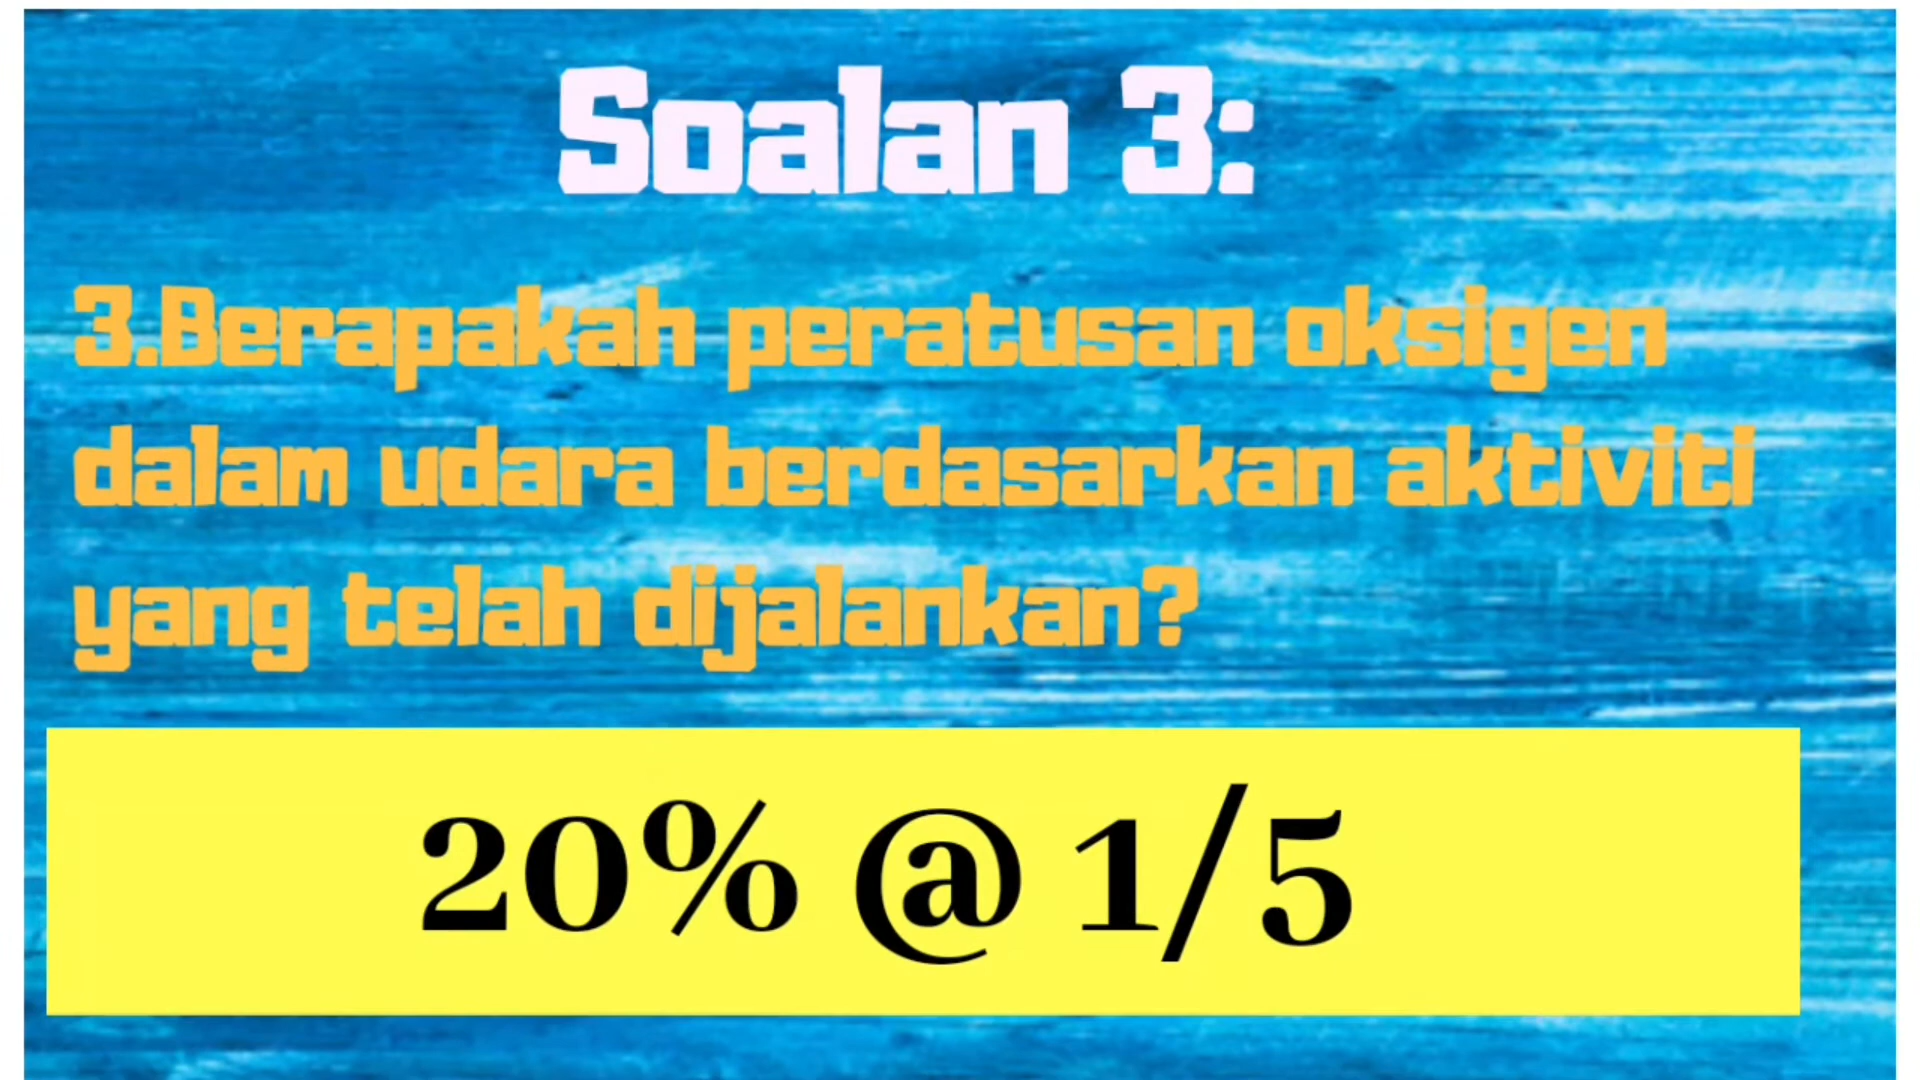 Soalan 3:
3.Berapakah peratusan oksigen
dalam udara berdasarkan aktiviti
yang telah dijalankan?
20% @ 1/5